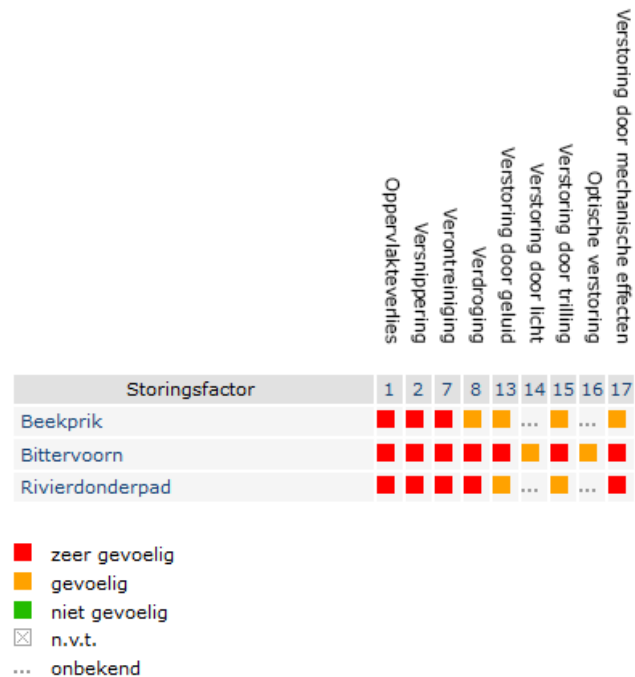 Oppervlakteverlies
Versnippering
Verontreiniging
Verdroging
Verstoring door geluid
Verstoring door licht
Verstoring door trilling
Optische verstoring
Verstoring door mechanische effecten
Storingsfactor 1 2 7 8 13 14 15 16 17
Beekprik ... ...
Bittervoorn
Rivierdonderpad ... ...
zeer gevoelig
gevoelig
niet gevoelig
n.v.t.
... onbekend